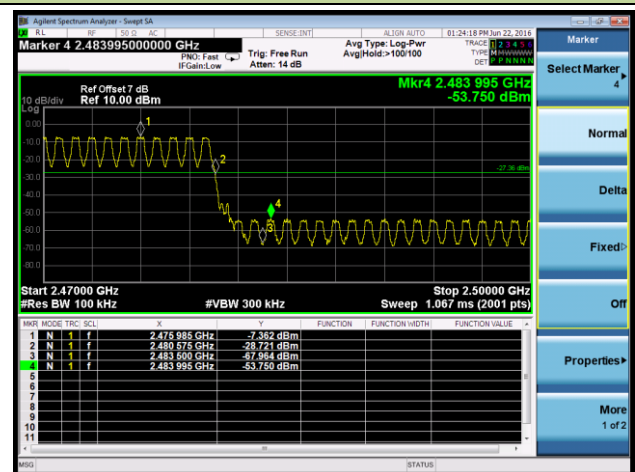 Agilent Spectrum Analyzer - Swept SA
RL RF 50 Ω AC SENSE:INT ALIGN AUTO 01:24:18 PM Jun 22, 2016
Marker 4 2.483995000000 GHz
PNO: Fast
IFGain:Low
Trig: Free Run
Atten: 14 dB
Avg Type: Log-Pwr
Avg|Hold:>100/100
TRACE 1 2 3 4 5 6
TYPE M M W W W W
DET P P N N N N
Mkr4 2.483 995 GHz
-53.750 dBm
Ref Offset 7 dB
10 dB/div Ref 10.00 dBm
Log
0.00
-10.0
-20.0
-30.0
-40.0
-50.0
-60.0
-70.0
-80.0
1
2
3
4
-27.36 dBm
Start 2.47000 GHz Stop 2.50000 GHz
#Res BW 100 kHz #VBW 300 kHz Sweep 1.067 ms (2001 pts)
MKR MODE TRC SCL X Y FUNCTION FUNCTION WIDTH FUNCTION VALUE
1 N 1 f 2.475 985 GHz -7.362 dBm
2 N 1 f 2.480 575 GHz -28.721 dBm
3 N 1 f 2.483 500 GHz -67.964 dBm
4 N 1 f 2.483 995 GHz -53.750 dBm
5
6
7
8
9
10
11
MSG STATUS
Marker
Select Marker
4
Normal
Delta
Fixed
Off
Properties
More
1 of 2